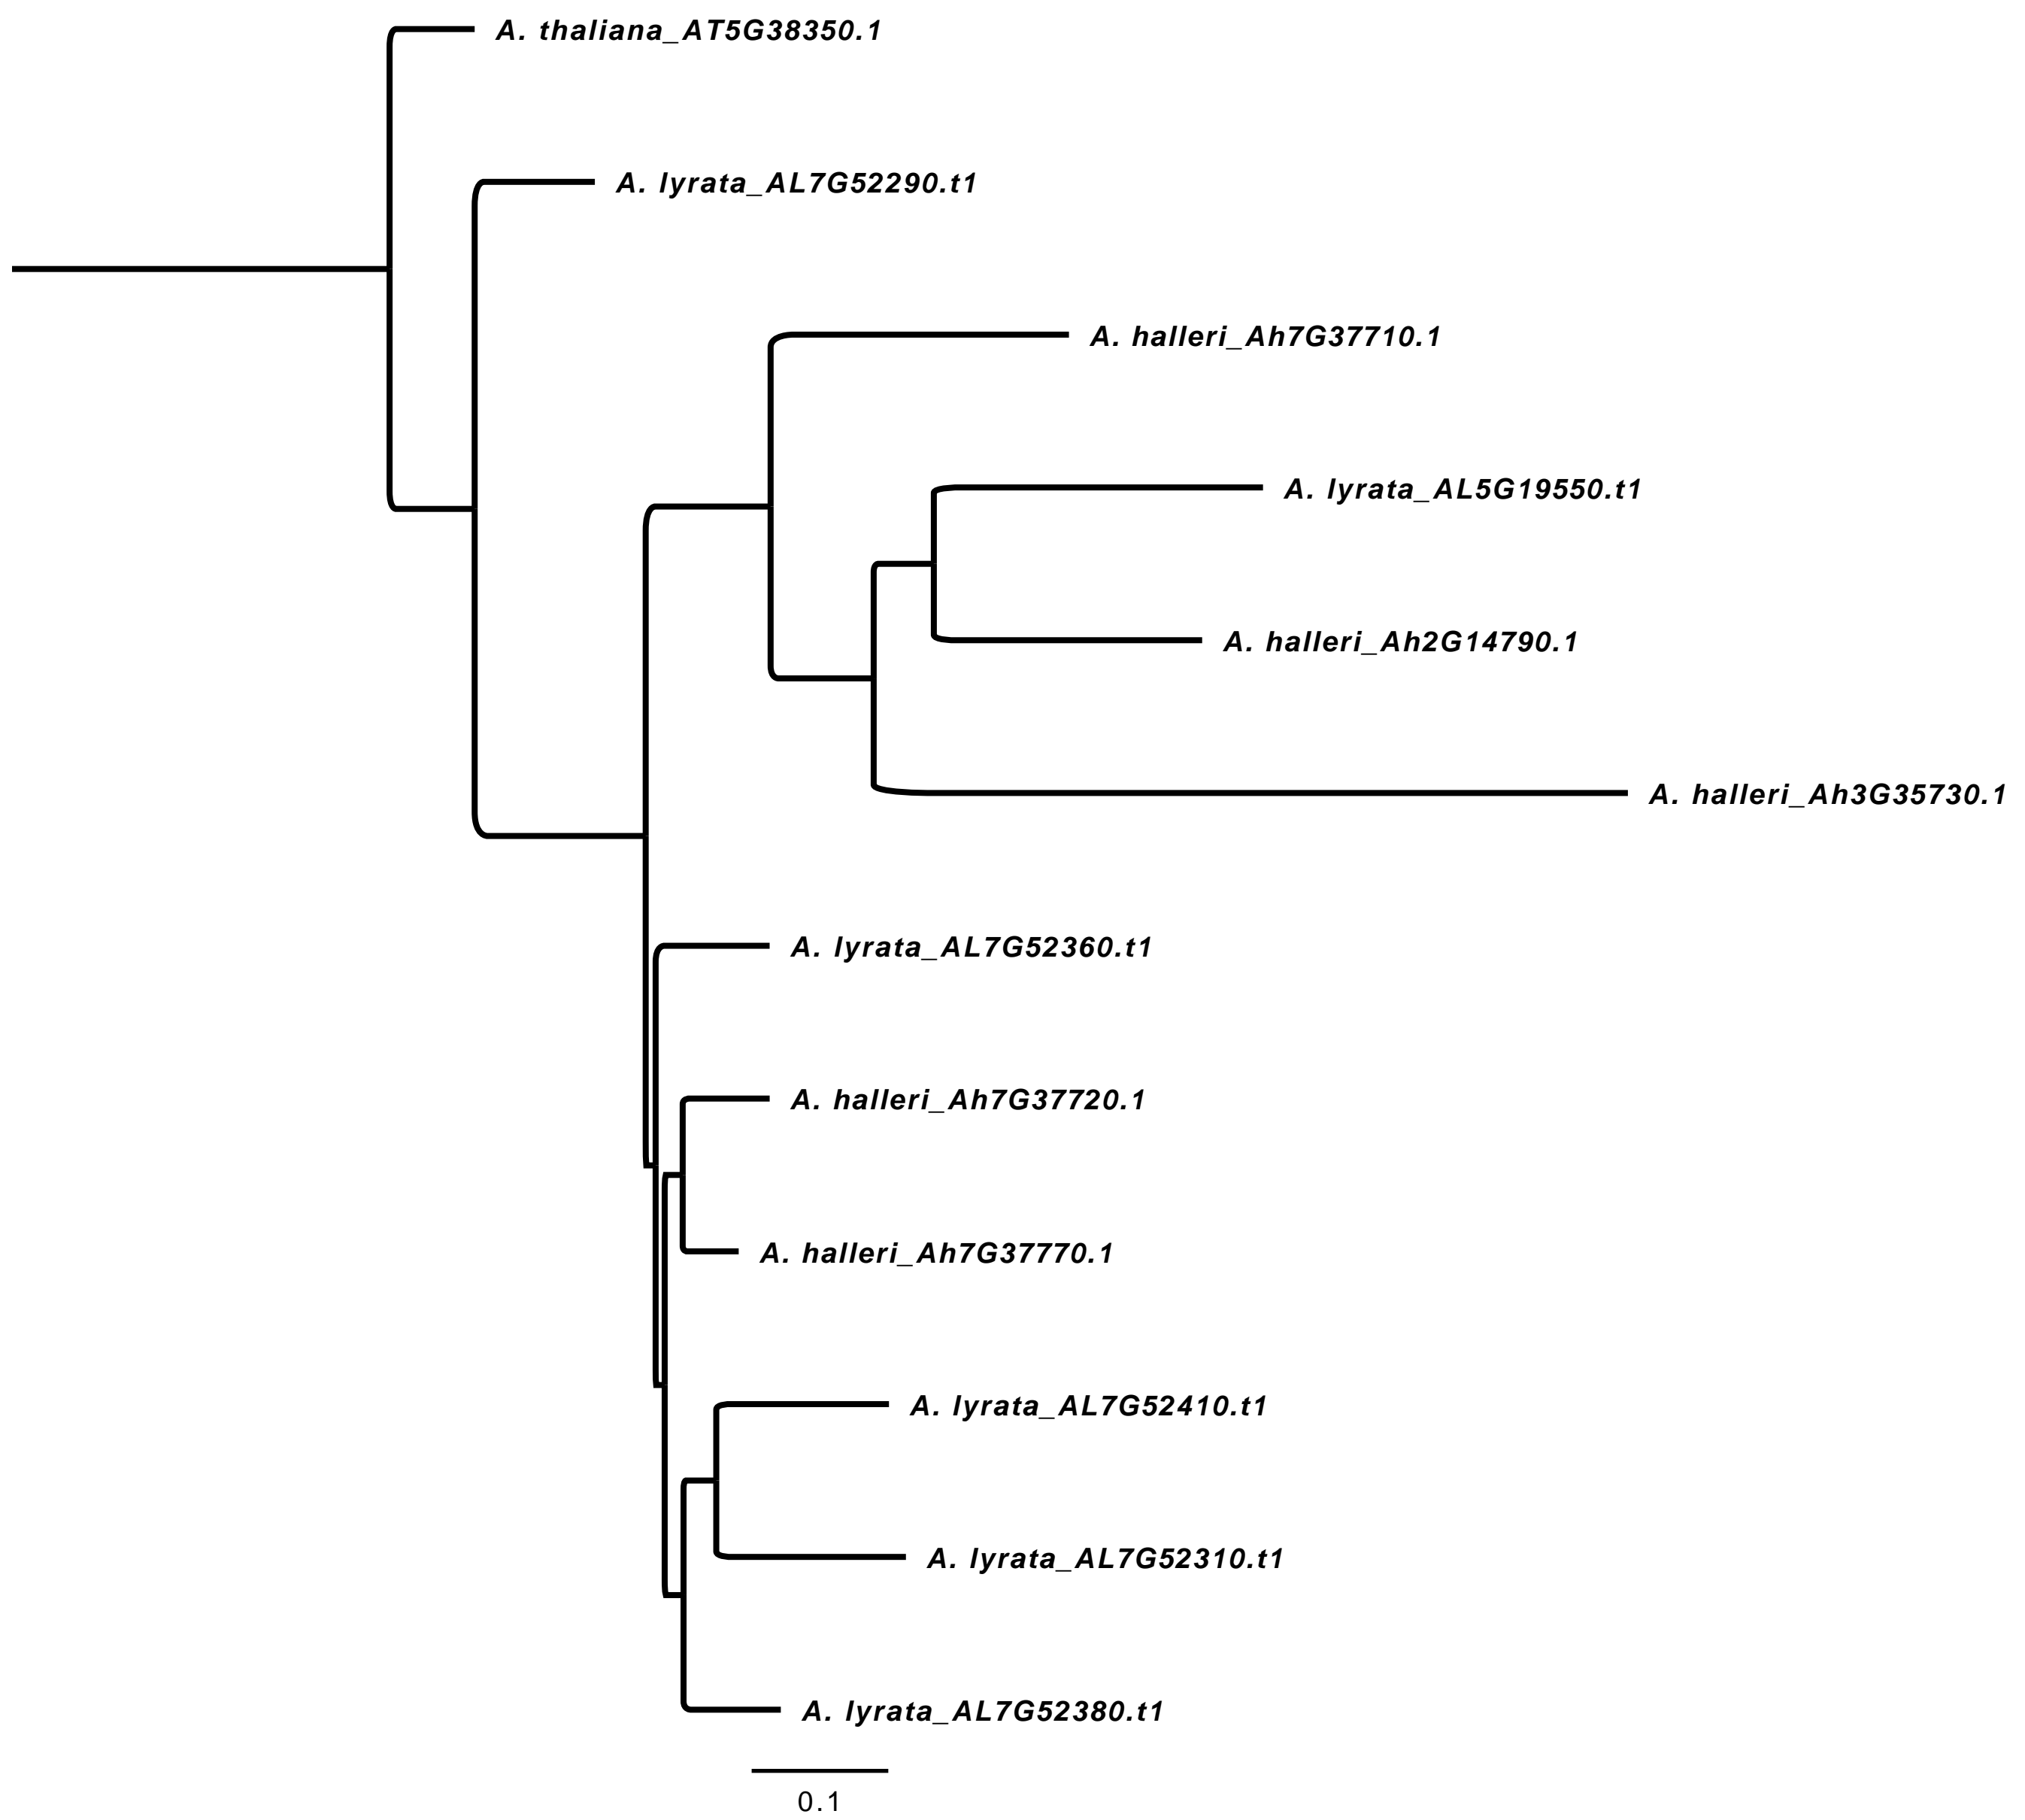 A. thaliana_AT5G38350.1
A. lyrata_AL7G52290.t1
A. halleri_Ah7G37710.1
A. lyrata_AL5G19550.t1
A. halleri_Ah2G14790.1
A. halleri_Ah3G35730.1
A. lyrata_AL7G52360.t1
A. halleri_Ah7G37720.1
A. halleri_Ah7G37770.1
A. lyrata_AL7G52410.t1
A. lyrata_AL7G52310.t1
A. lyrata_AL7G52380.t1
0.1